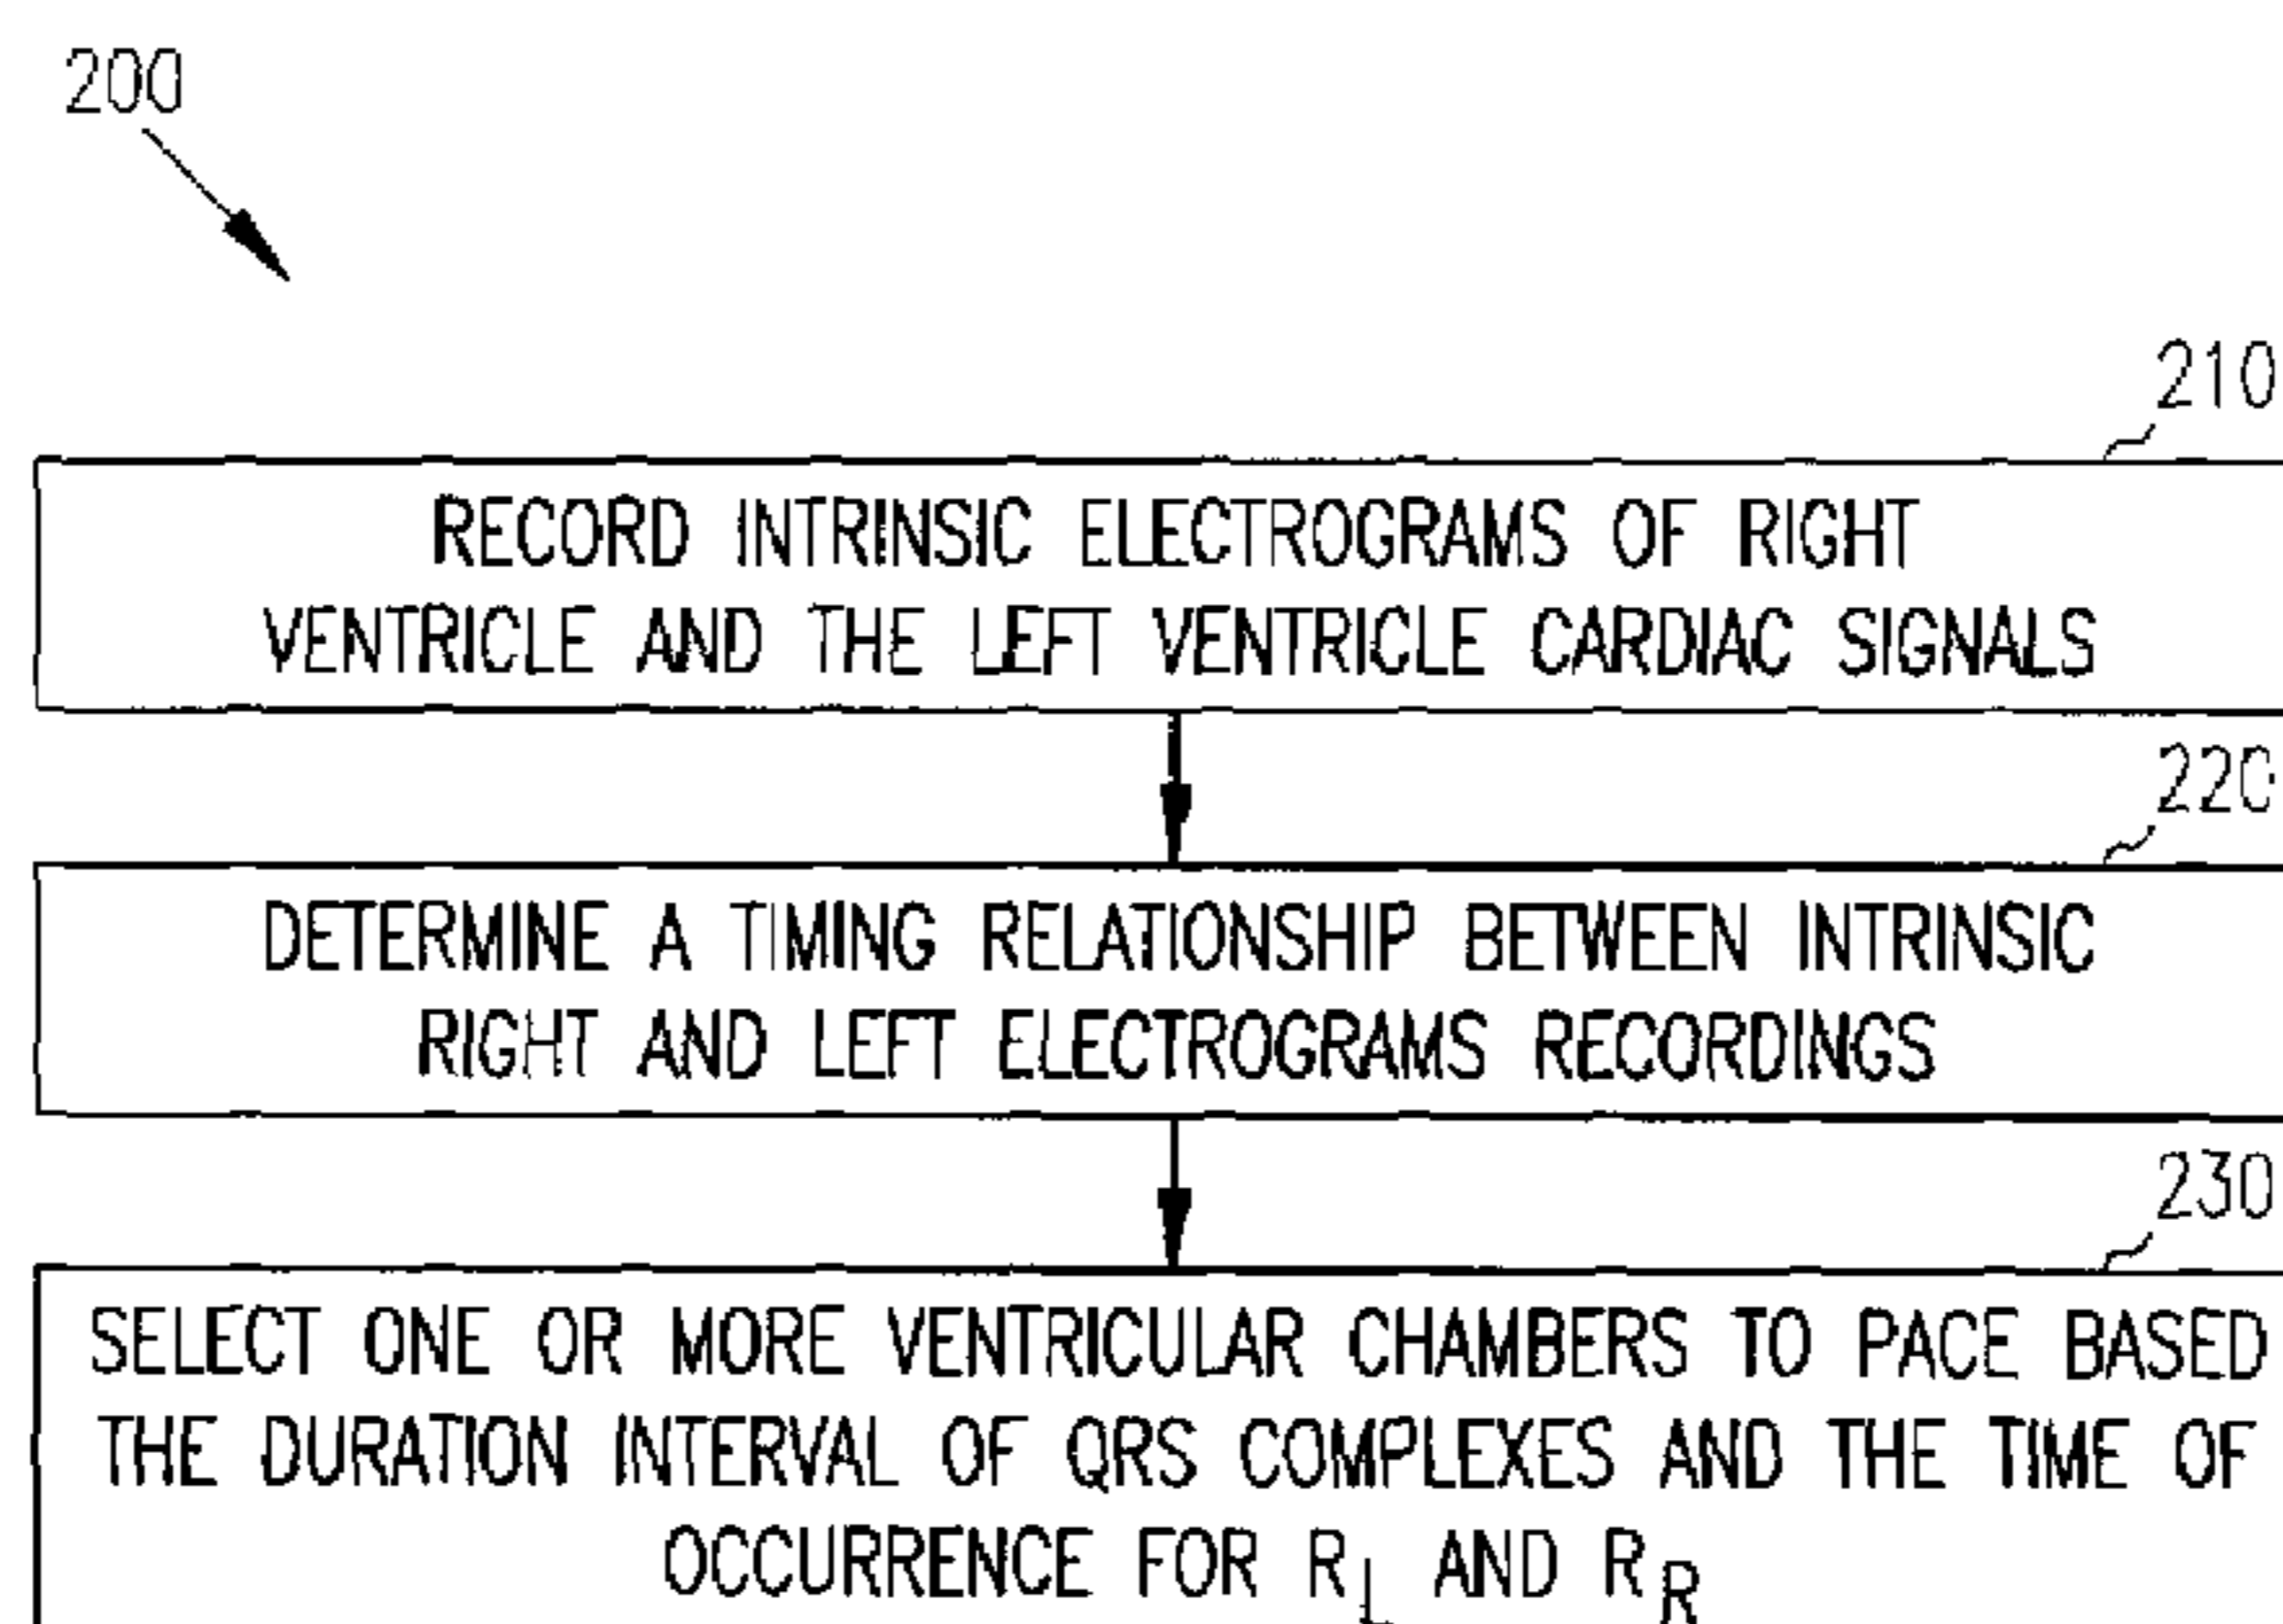 200
210
RECORD INTRINSIC ELECTROGRAMS OF RIGHT
VENTRICLE AND THE LEFT VENTRICLE CARDIAC SIGNALS
220
DETERMINE A TIMING RELATIONSHIP BETWEEN INTRINSIC
RIGHT AND LEFT ELECTROGRAMS RECORDINGS
230
SELECT ONE OR MORE VENTRICULAR CHAMBERS TO PACE BASED
THE DURATION INTERVAL OF QRS COMPLEXES AND THE TIME OF
OCCURRENCE FOR R_L AND R_R